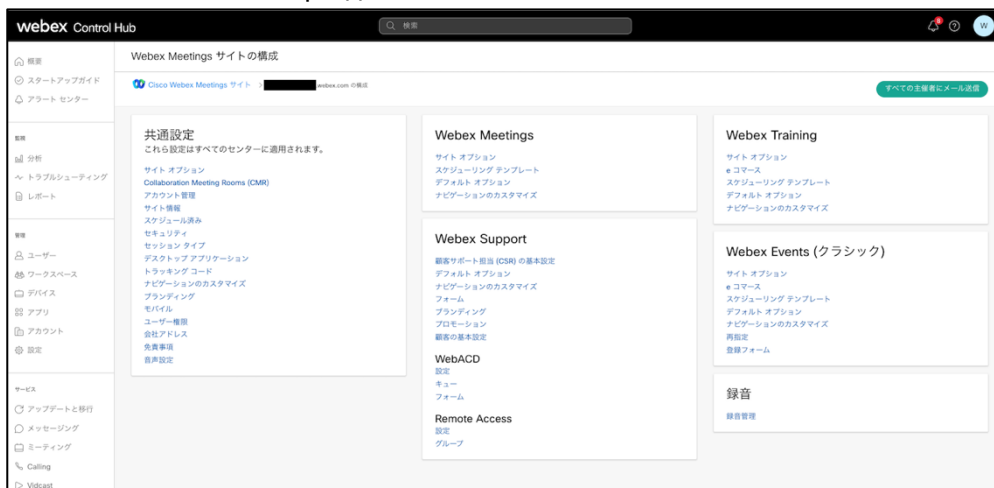 webex Control Hub
検索
8
W
概要
スタートアップガイド
アラート センター
監視
分析
トラブルシューティング
レポート
管理
ユーザー
ワークスペース
デバイス
アプリ
アカウント
設定
サービス
アップデートと移行
メッセージング
ミーティング
Calling
Vidcast
Webex Meetings サイトの構成
Cisco Webex Meetings サイト > .webex.com の構成
すべての主催者にメール送信
共通設定
これら設定はすべてのセンターに適用されます。
サイト オプション
Collaboration Meeting Rooms (CMR)
アカウント管理
サイト情報
スケジュール済み
セキュリティ
セッション タイプ
デスクトップ アプリケーション
トラッキング コード
ナビゲーションのカスタマイズ
ブランディング
モバイル
ユーザー権限
会社アドレス
免責事項
音声設定
Webex Meetings
サイト オプション
スケジューリング テンプレート
デフォルト オプション
ナビゲーションのカスタマイズ
Webex Support
顧客サポート担当 (CSR) の基本設定
デフォルト オプション
ナビゲーションのカスタマイズ
フォーム
ブランディング
プロモーション
顧客の基本設定
WebACD
設定
キュー
フォーム
Remote Access
設定
グループ
Webex Training
サイト オプション
e コマース
スケジューリング テンプレート
デフォルト オプション
ナビゲーションのカスタマイズ
Webex Events (クラシック)
サイト オプション
e コマース
スケジューリング テンプレート
デフォルト オプション
ナビゲーションのカスタマイズ
再指定
登録フォーム
録音
録音管理